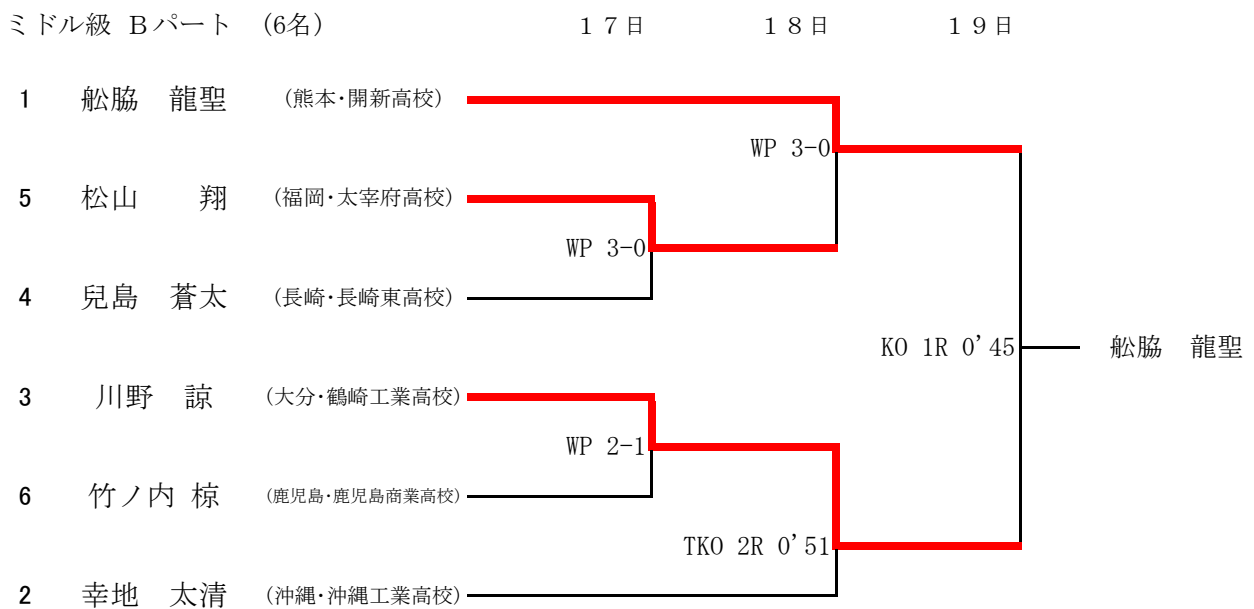 ミドル級 Bパート (6名) 17日 18日 19日
1 舩脇 龍聖 (熊本・開新高校)
WP 3-0
5 松山 翔 (福岡・太宰府高校)
WP 3-0
4 兒島 蒼太 (長崎・長崎東高校)
KO 1R 0'45 舩脇 龍聖
3 川野 諒 (大分・鶴崎工業高校)
WP 2-1
6 竹ノ内 椋 (鹿児島・鹿児島商業高校)
TKO 2R 0'51
2 幸地 太清 (沖縄・沖縄工業高校)